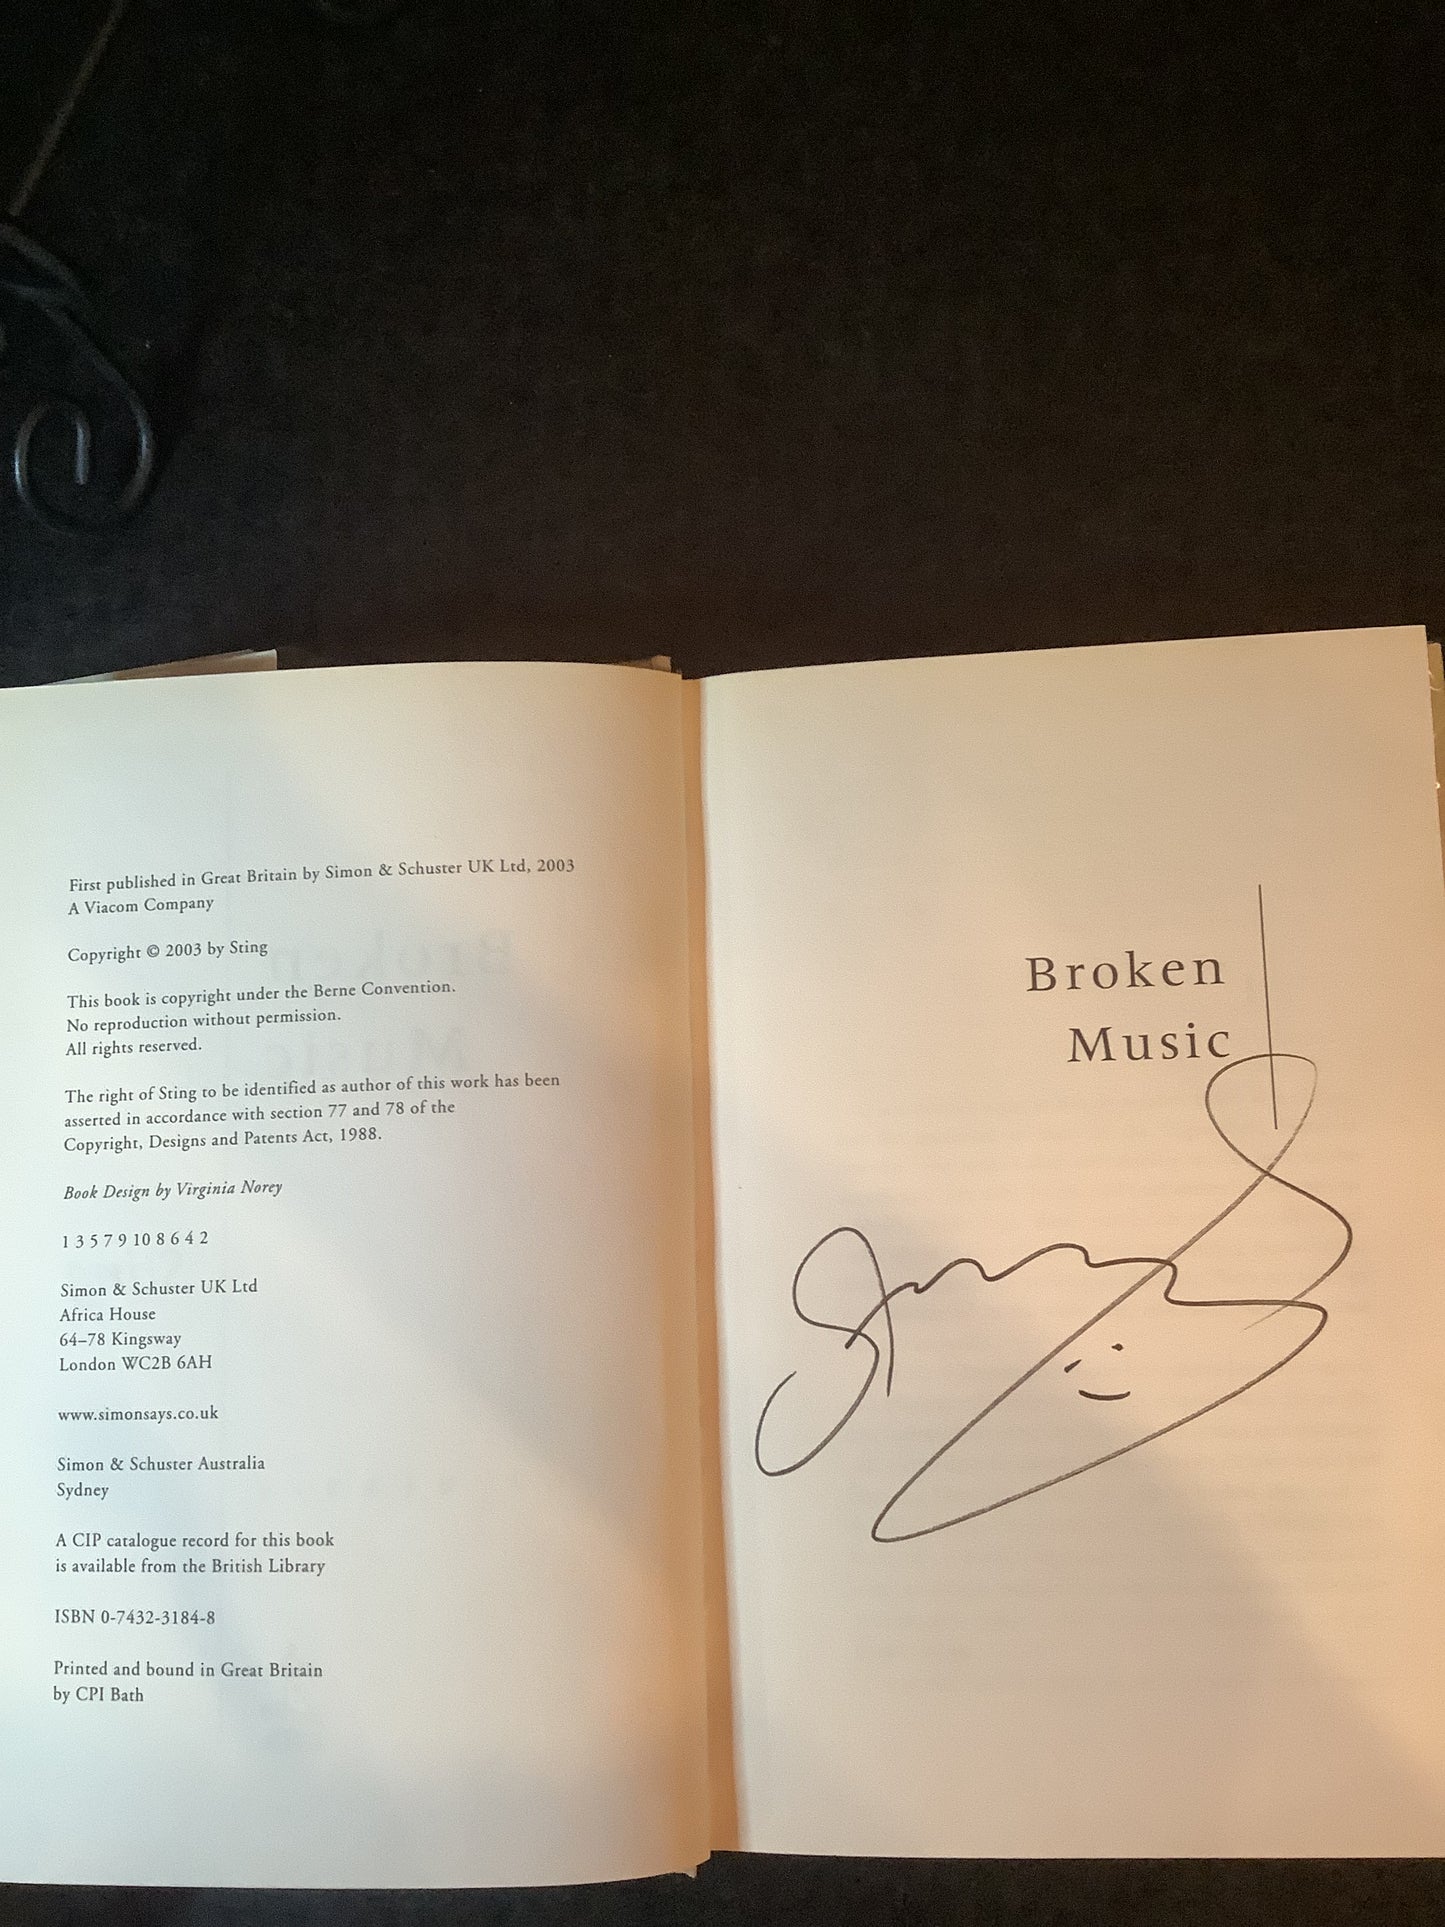 First published in Great Britain by Simon & Schuster UK Ltd, 2003
A Viacom Company
Copyright © 2003 by Sting
This book is copyright under the Berne Convention.
No reproduction without permission.
All rights reserved.
The right of Sting to be identified as author of this work has been
asserted in accordance with section 77 and 78 of the
Copyright, Designs and Patents Act, 1988.
Book Design by Virginia Norey
1 3 5 7 9 10 8 6 4 2
Simon & Schuster UK Ltd
Africa House
64–78 Kingsway
London WC2B 6AH
www.simonsays.co.uk
Simon & Schuster Australia
Sydney
A CIP catalogue record for this book
is available from the British Library
ISBN 0-7432-3184-8
Printed and bound in Great Britain
by CPI Bath
Broken
Music